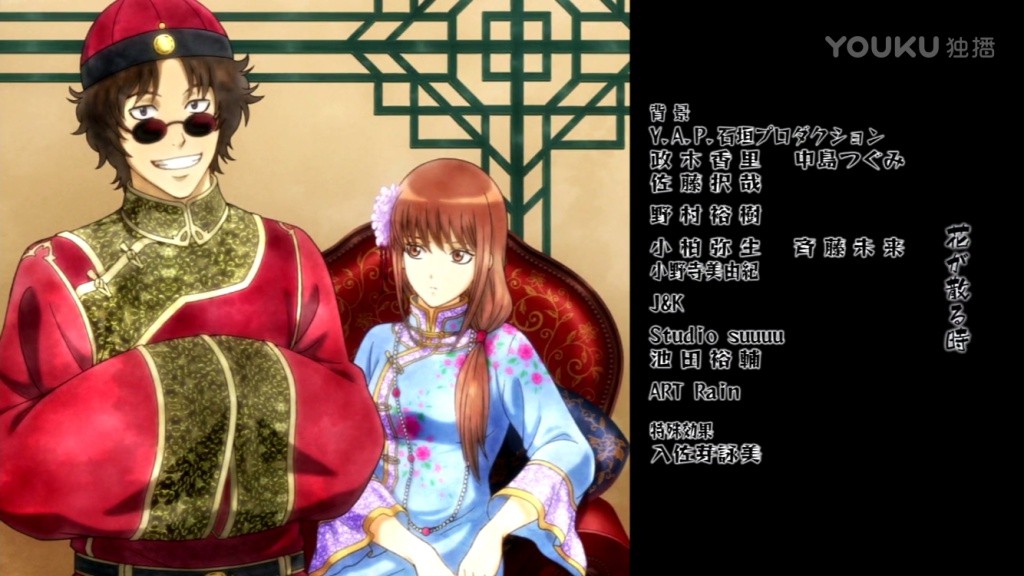 YOUKU 独播
背景
Y.A.P.石垣プロダクション
政木香里 中島つぐみ
佐藤択哉
野村裕樹
小柏弥生 斉藤未来
小野寺美由紀
J&K
Studio suuuu
池田裕輔
ART Rain
特殊効果
入佐芽詠美
花が散る時